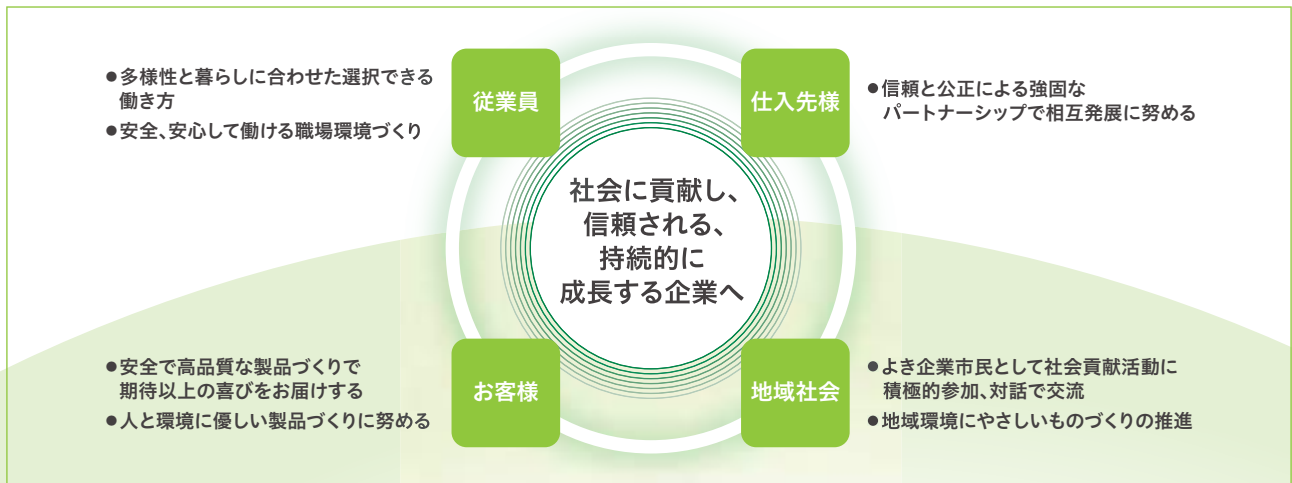 ●多様性と暮らしに合わせた選択できる
働き方
●安全、安心して働ける職場環境づくり
従業員
仕入先様
●信頼と公正による強固な
パートナーシップで相互発展に努める
社会に貢献し、
信頼される、
持続的に
成長する企業へ
●安全で高品質な製品づくりで
期待以上の喜びをお届けする
●人と環境に優しい製品づくりに努める
お客様
地域社会
●よき企業市民として社会貢献活動に
積極的参加、対話で交流
●地域環境にやさしいものづくりの推進